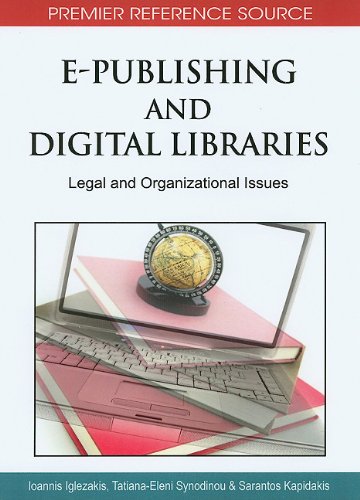 PREMIER REFERENCE SOURCE
E-PUBLISHING
AND
DIGITAL LIBRARIES
Legal and Organizational Issues
Ioannis Iglezakis, Tatiana-Eleni Synodinou & Sarantos Kapidakis